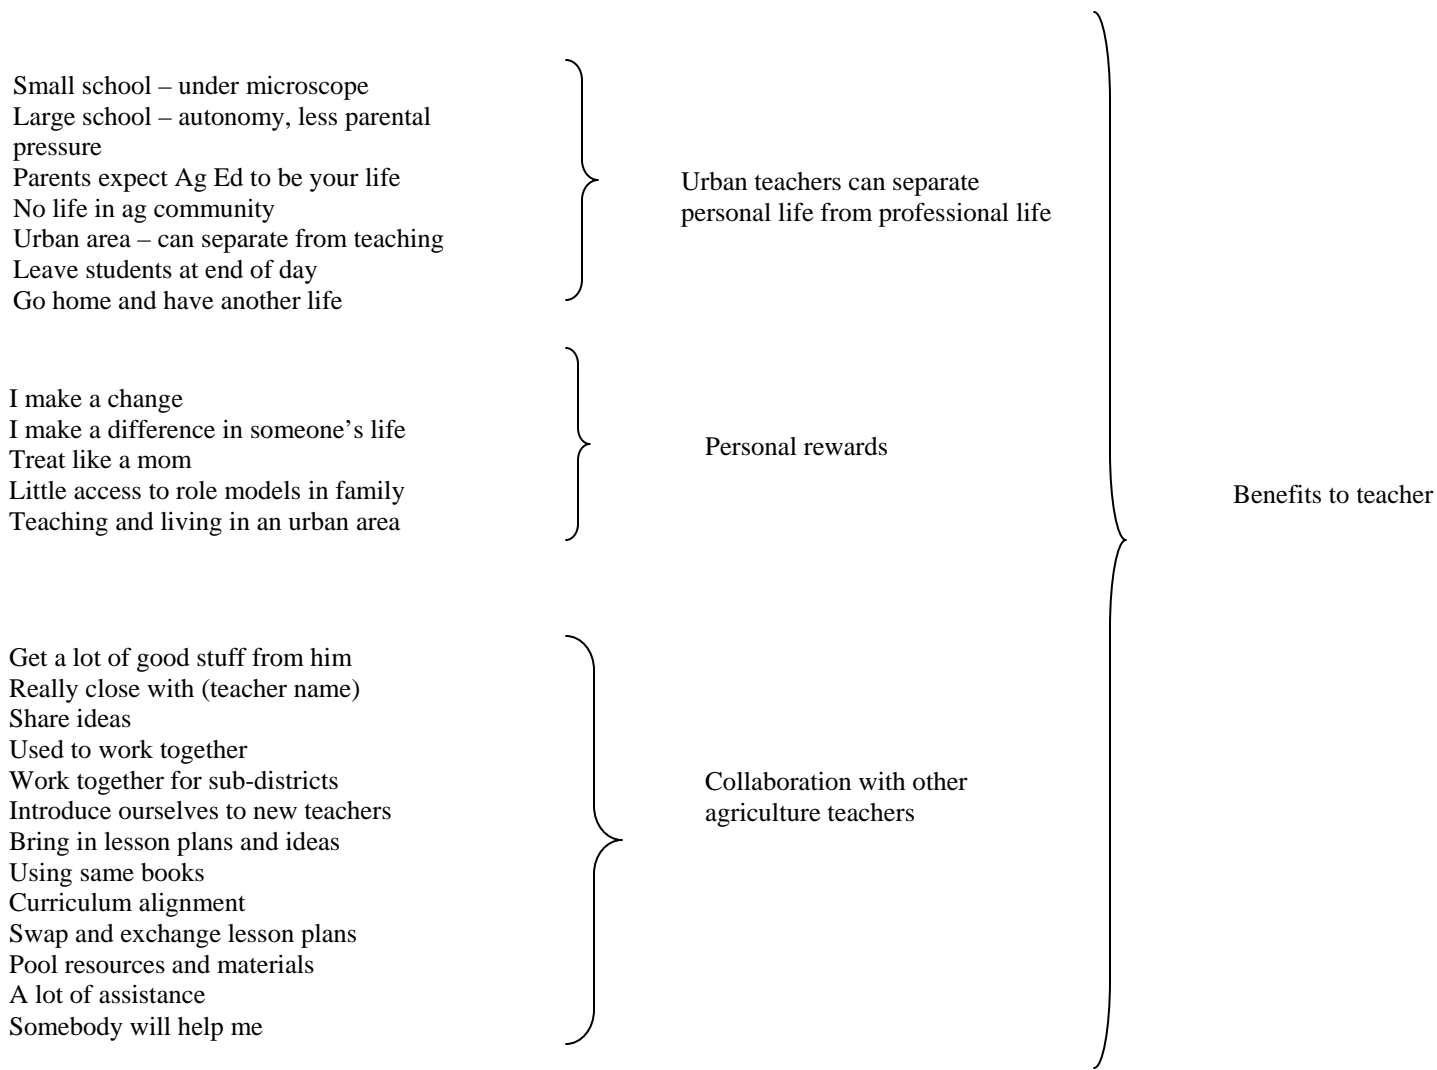 Small school – under microscope
Large school – autonomy, less parental
pressure
Parents expect Ag Ed to be your life
No life in ag community
Urban area – can separate from teaching
Leave students at end of day
Go home and have another life
Urban teachers can separate
personal life from professional life
I make a change
I make a difference in someone’s life
Treat like a mom
Little access to role models in family
Teaching and living in an urban area
Personal rewards
Get a lot of good stuff from him
Really close with (teacher name)
Share ideas
Used to work together
Work together for sub-districts
Introduce ourselves to new teachers
Bring in lesson plans and ideas
Using same books
Curriculum alignment
Swap and exchange lesson plans
Pool resources and materials
A lot of assistance
Somebody will help me
Collaboration with other
agriculture teachers
Benefits to teacher